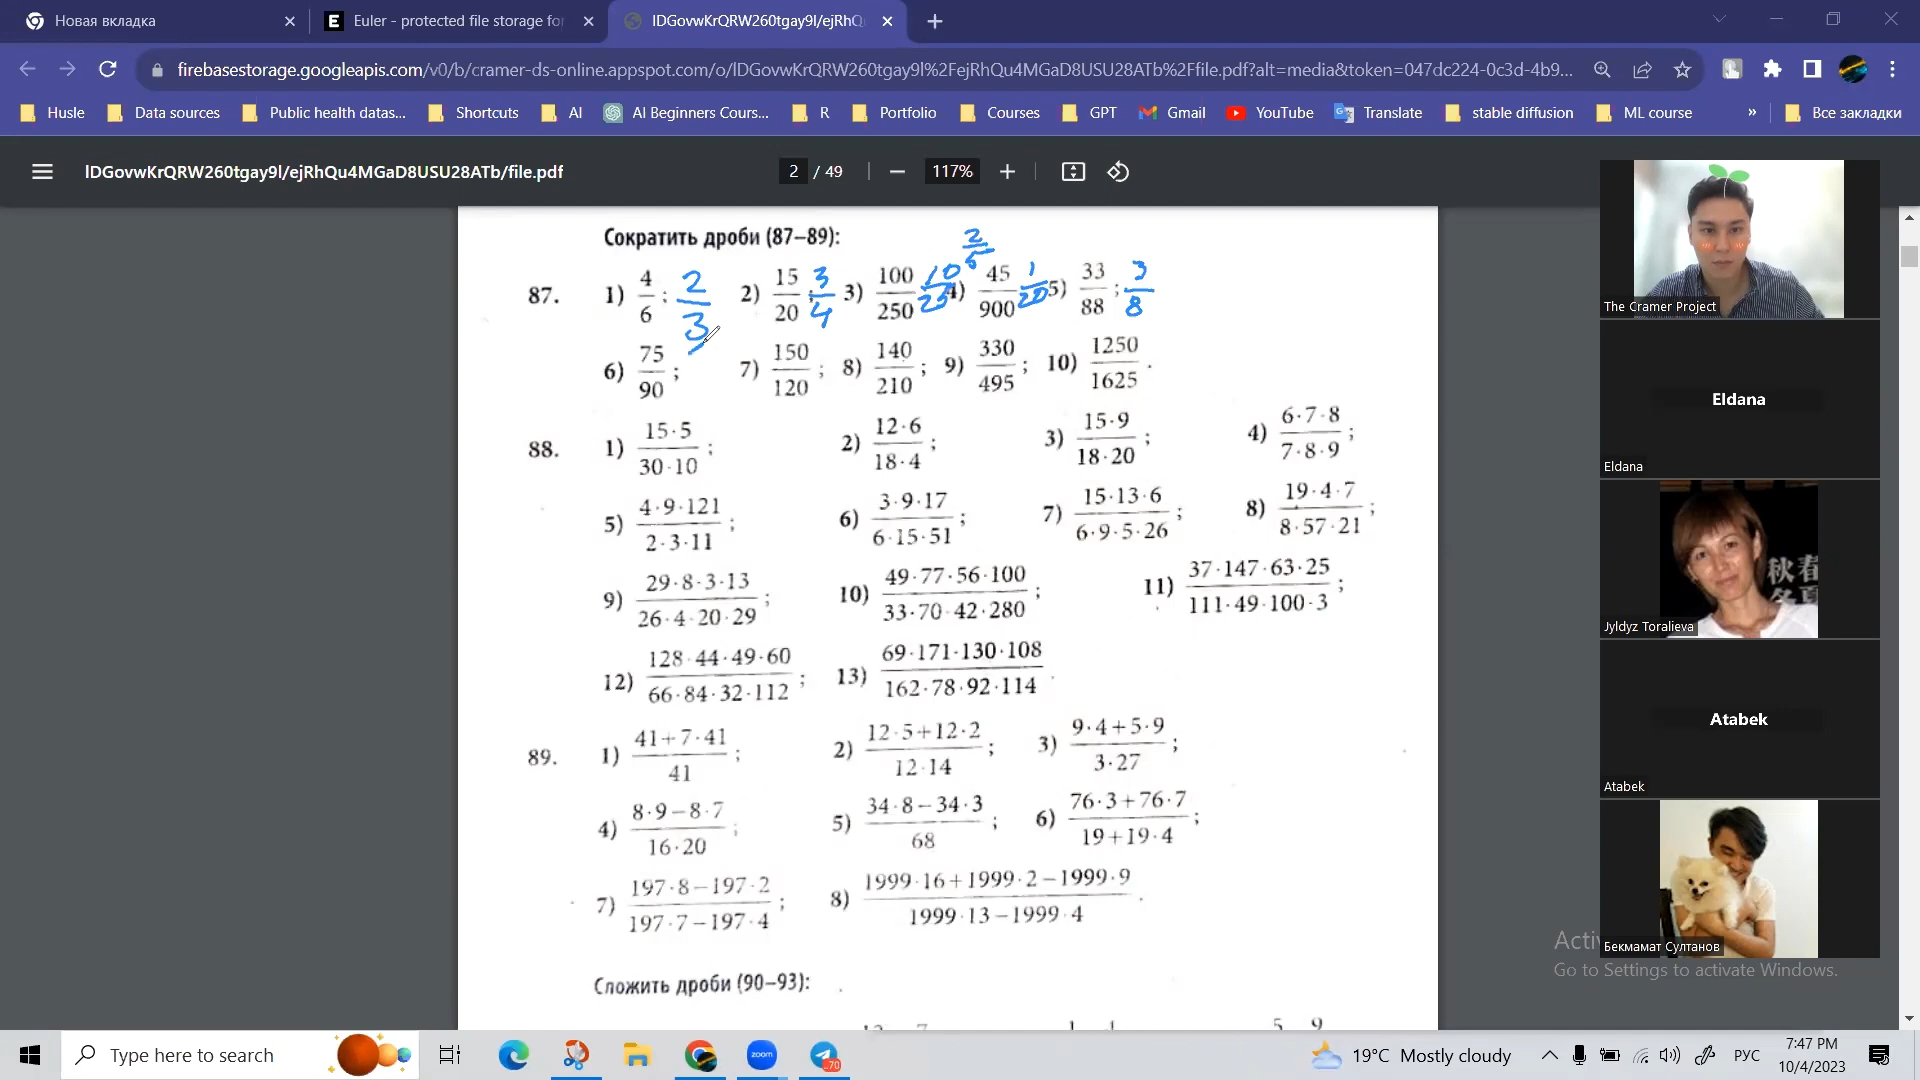 Новая вкладка
Euler - protected file storage for
lDGovwKrQRW260tgay9l/ejRhQu
firebasestorage.googleapis.com/v0/b/cramer-ds-online.appspot.com/o/lDGovwKrQRW260tgay9l%2FejRhQu4MGaD8USU28ATb%2Ffile.pdf?alt=media&token=047dc224-0c3d-4b9...
Husle Data sources Public health datas... Shortcuts AI AI Beginners Cours... R Portfolio Courses GPT Gmail YouTube Translate stable diffusion ML course » Все закладки
lDGovwKrQRW260tgay9l/ejRhQu4MGaD8USU28ATb/file.pdf 2 / 49 — 117% +
Сократить дроби (87–89):
87. 1) 4/6; 2/3 2) 15/20; 3/4 3) 100/250 10/25 2/5 4) 45/900 1/20 5) 33/88; 3/8
6) 75/90; 7) 150/120; 8) 140/210; 9) 330/495; 10) 1250/1625.
88. 1) 15·5/30·10; 2) 12·6/18·4; 3) 15·9/18·20; 4) 6·7·8/7·8·9;
5) 4·9·121/2·3·11; 6) 3·9·17/6·15·51; 7) 15·13·6/6·9·5·26; 8) 19·4·7/8·57·21;
9) 29·8·3·13/26·4·20·29; 10) 49·77·56·100/33·70·42·280; 11) 37·147·63·25/111·49·100·3;
12) 128·44·49·60/66·84·32·112; 13) 69·171·130·108/162·78·92·114.
89. 1) 41+7·41/41; 2) 12·5+12·2/12·14; 3) 9·4+5·9/3·27;
4) 8·9−8·7/16·20; 5) 34·8−34·3/68; 6) 76·3+76·7/19+19·4;
7) 197·8−197·2/197·7−197·4; 8) 1999·16+1999·2−1999·9/1999·13−1999·4.
Сложить дроби (90–93):
The Cramer Project
Eldana
Eldana
Jyldyz Toralieva
Atabek
Atabek
Бекмамат Султанов
Go to Settings to activate Windows.
Type here to search
zoom
70
19°C Mostly cloudy
РУС
7:47 PM
10/4/2023